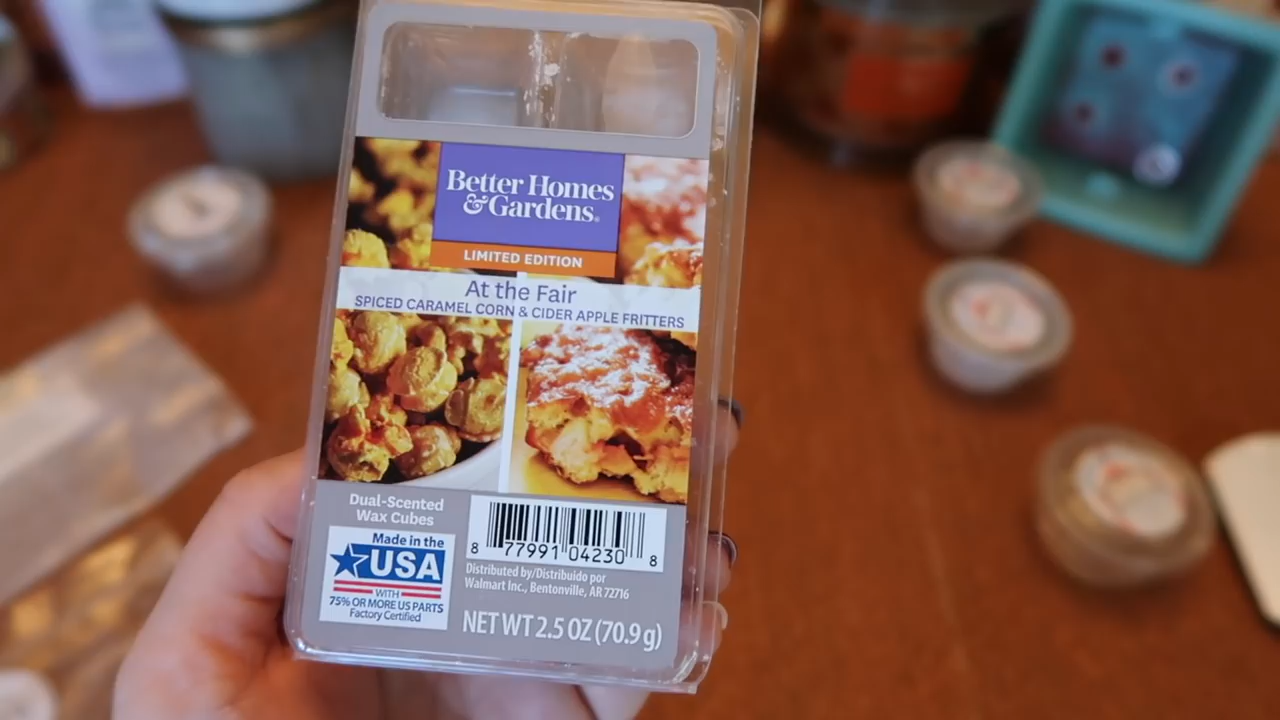 Better Homes
& Gardens®
LIMITED EDITION
At the Fair
SPICED CARAMEL CORN & CIDER APPLE FRITTERS
Dual-Scented
Wax Cubes
Made in the
USA
WITH
75% OR MORE US PARTS
Factory Certified
8 77991 04230 8
Distributed by/Distribuido por
Walmart Inc., Bentonville, AR 72716
NET WT 2.5 OZ (70.9 g)